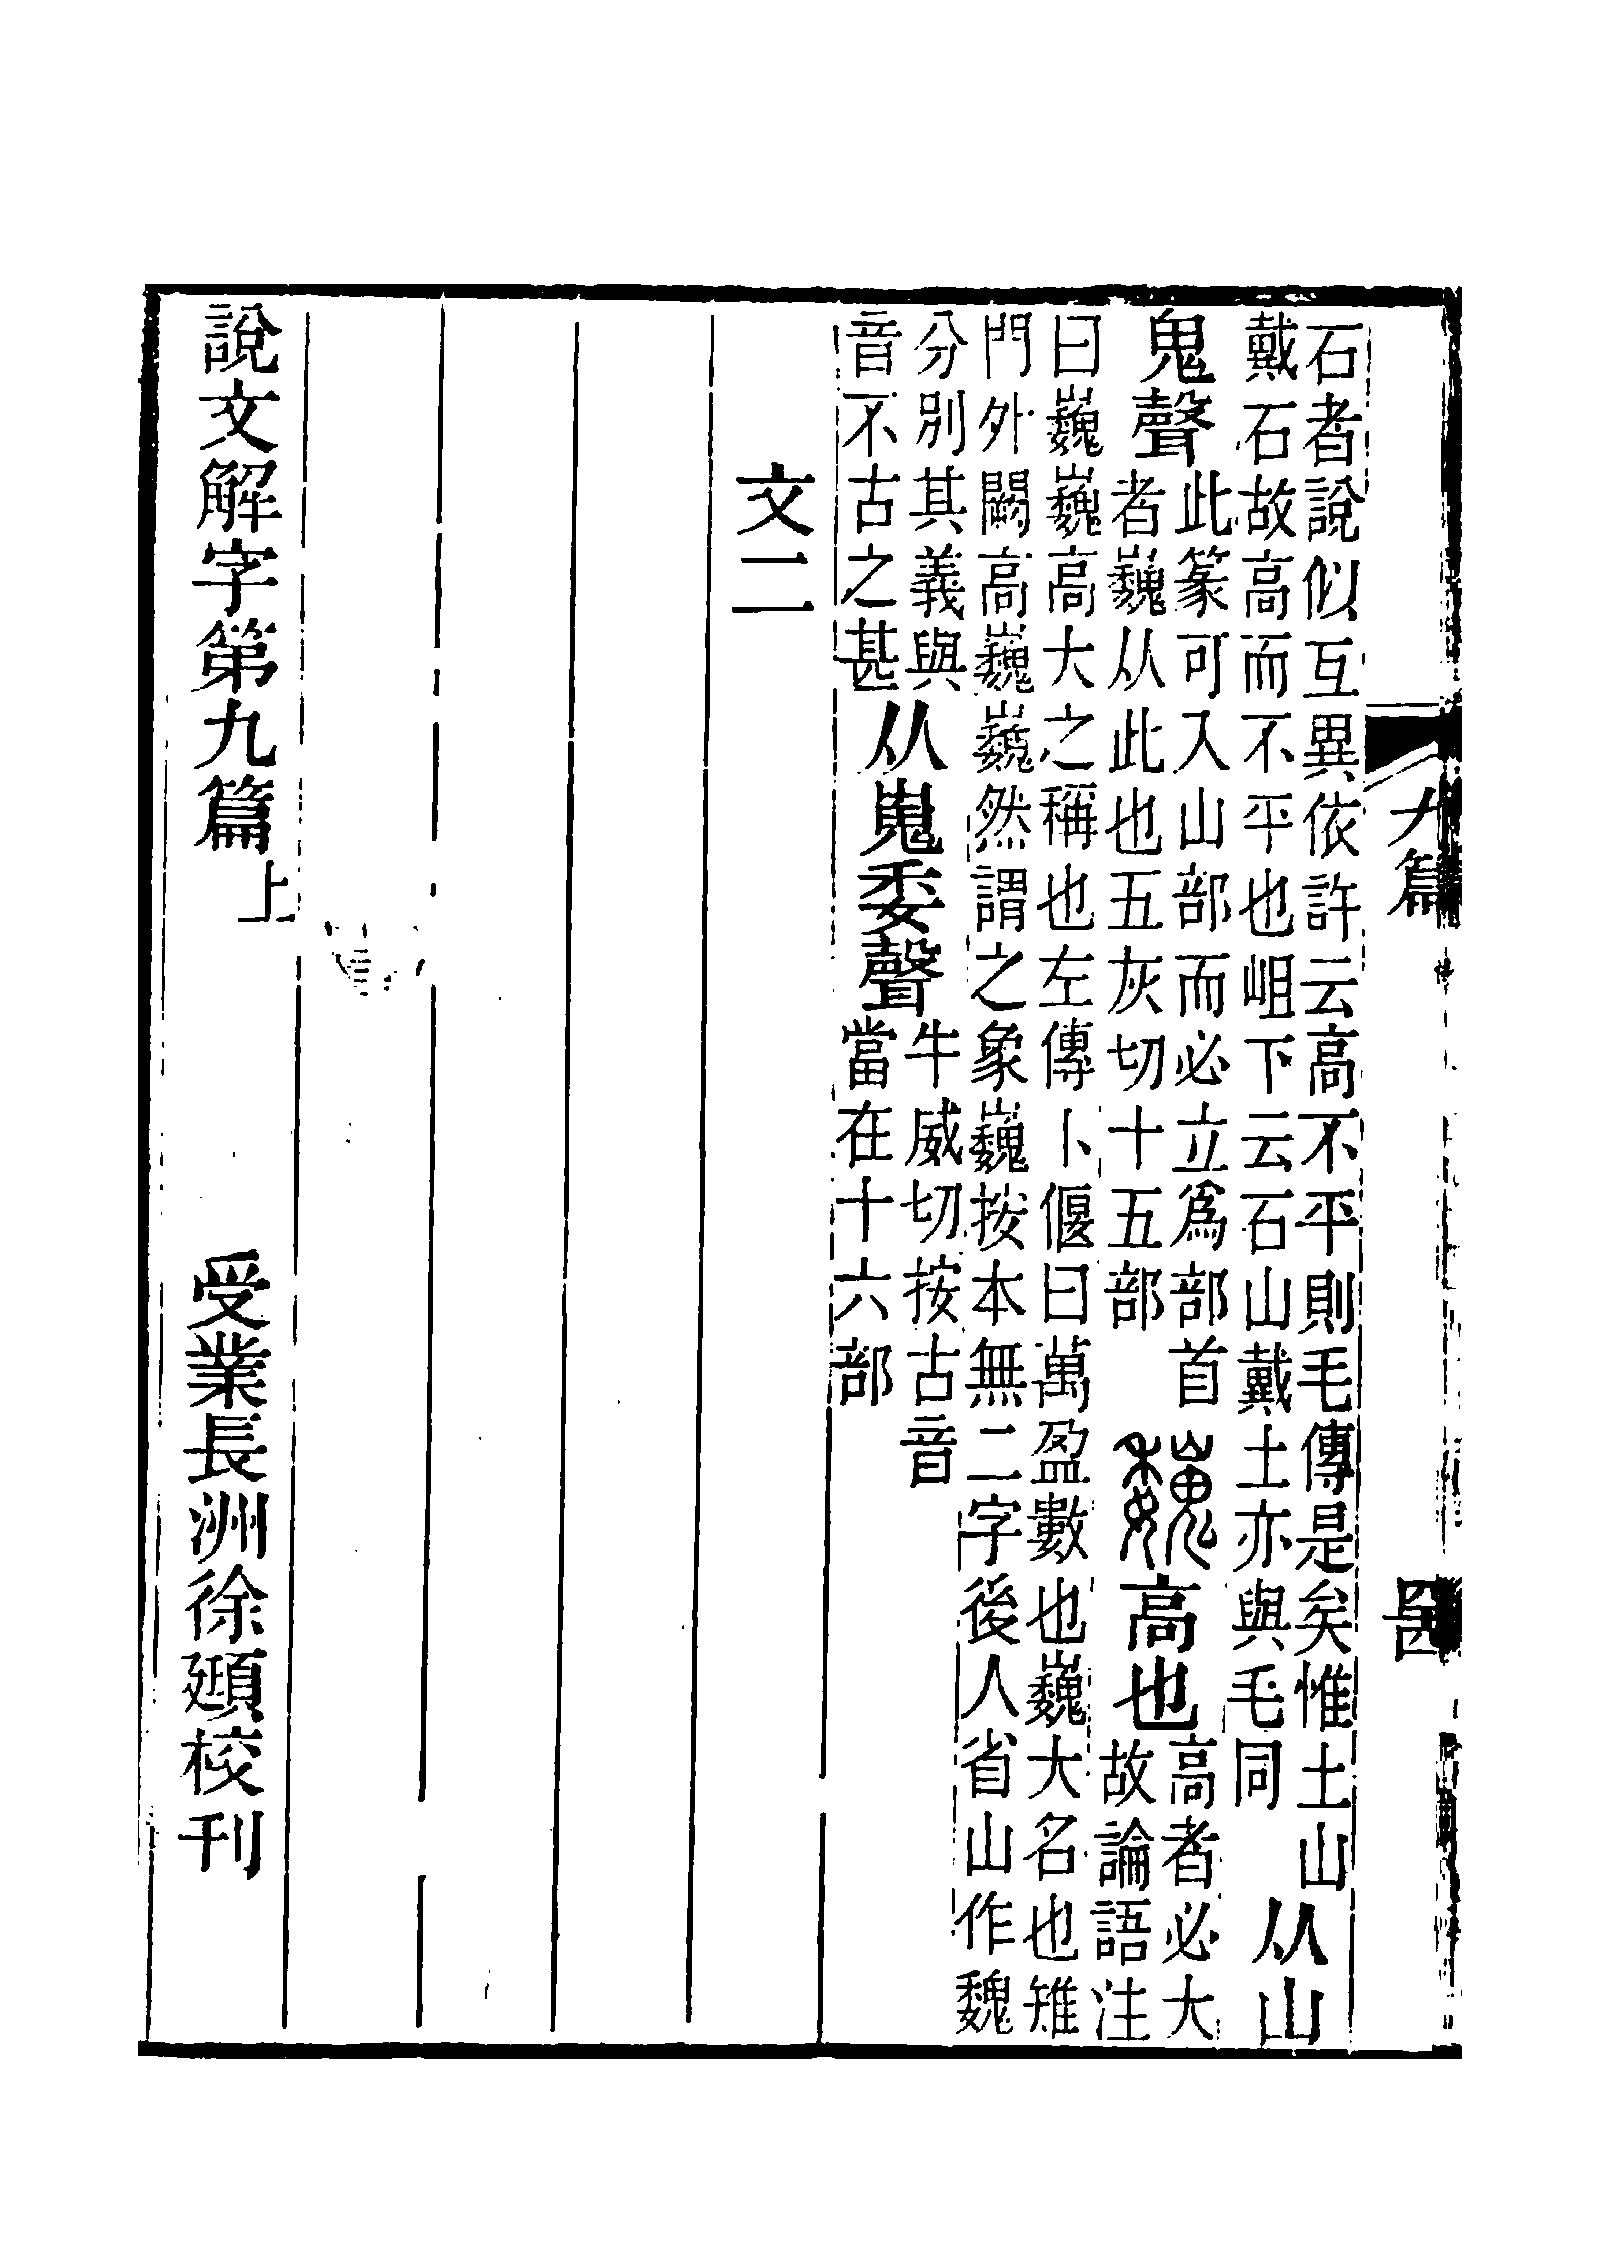 九篇
石者說似互異依許云高不平則毛傳是矣惟土山
戴石故高而不平也岨下云石山戴土亦與毛同
从山
鬼聲
此篆可入山部而必立爲部首
者巍从此也五灰切十五部
巍高也
高者必大
故論語注
曰巍巍高大之稱也左傳卜偃曰萬盈數也巍大名也雉
門外闕高巍巍然謂之象巍按本無二字後人省山作魏
分別其義與
音不古之甚
从嵬委聲
牛威切按古音
當在十六部
文二
說文解字第九篇上
受業長洲徐頲校刊